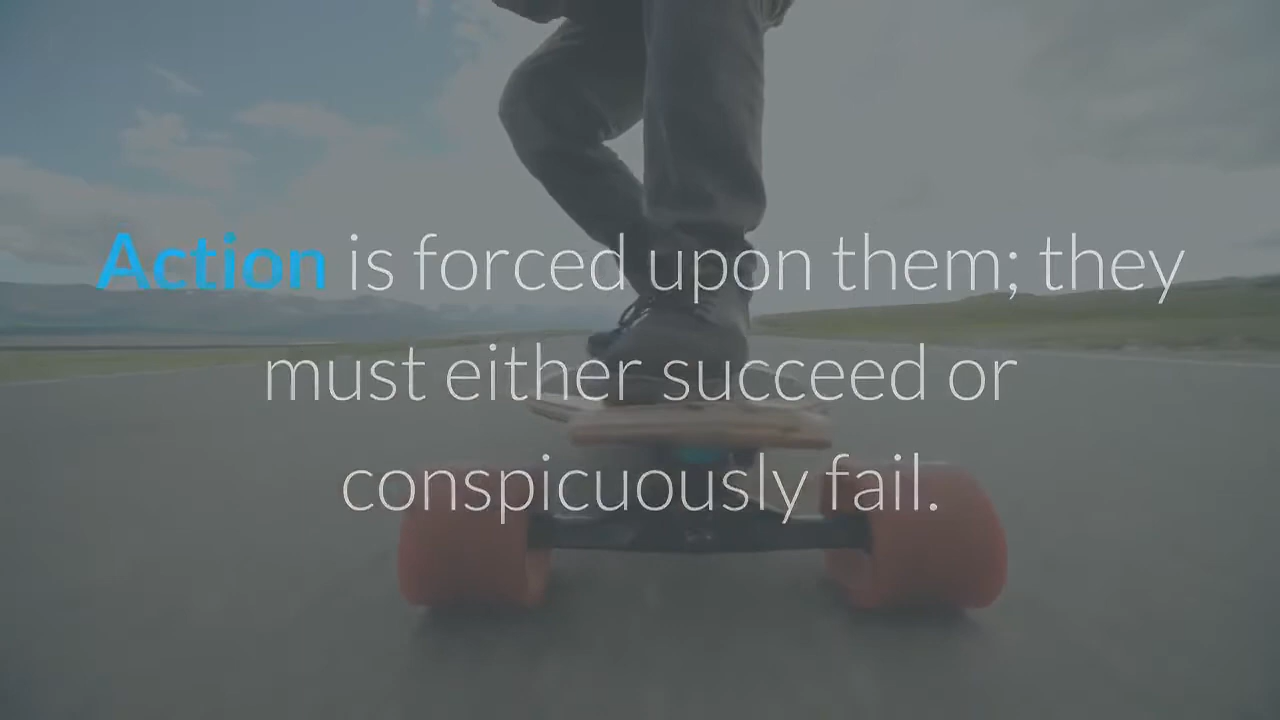 Action is forced upon them; they
must either succeed or
conspicuously fail.